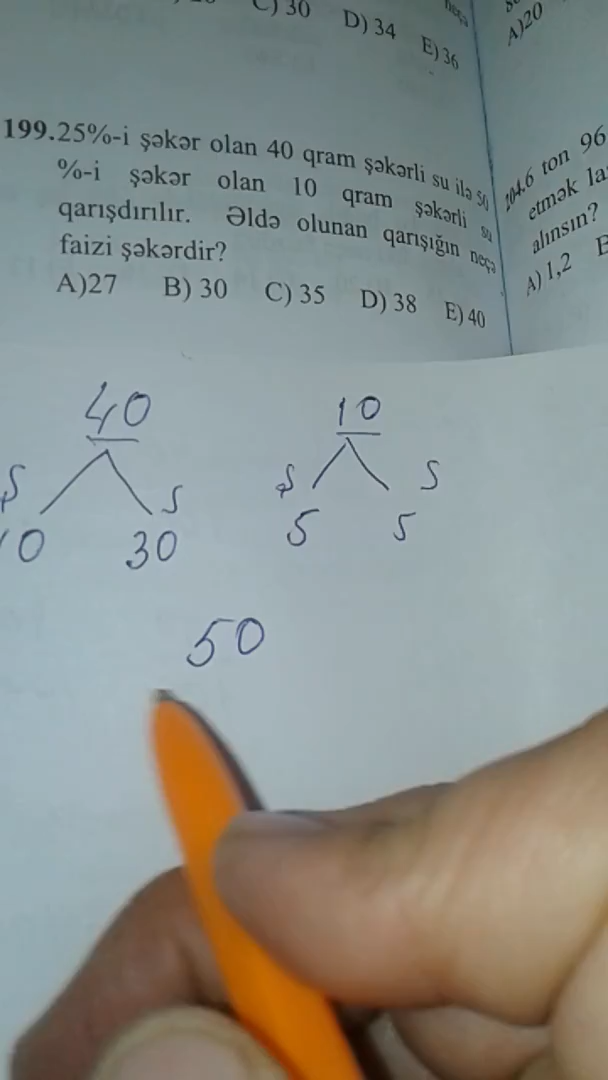 C) 30 D) 34 E) 36
199. 25%-i şəkər olan 40 qram şəkərli su ilə 50
%-i şəkər olan 10 qram şəkərli su
qarışdırılır. Əldə olunan qarışığın neçə
faizi şəkərdir?
A)27 B) 30 C) 35 D) 38 E) 40
A)20
204.6 ton 96
etmək la
alınsın?
A) 1,2 B
40 10
Ş S Ş S
10 30 5 5
50